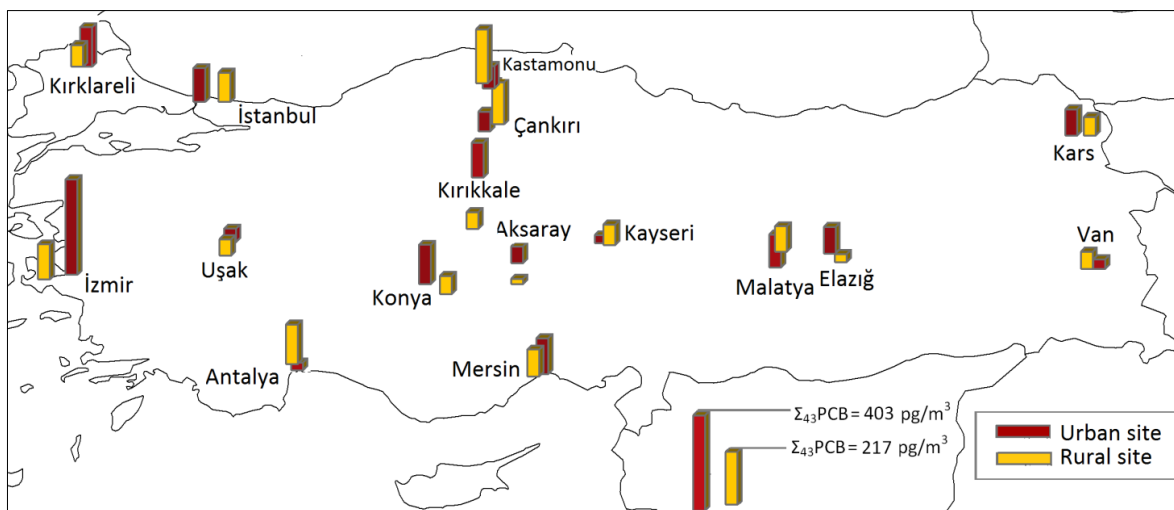 Kastamonu
Kırklareli
İstanbul
Çankırı
Kars
Kırıkkale
Aksaray
Kayseri
Van
Uşak
İzmir
Konya
Malatya
Elazığ
Antalya
Mersin
Σ₄₃PCB = 403 pg/m³
Σ₄₃PCB = 217 pg/m³
Urban site
Rural site